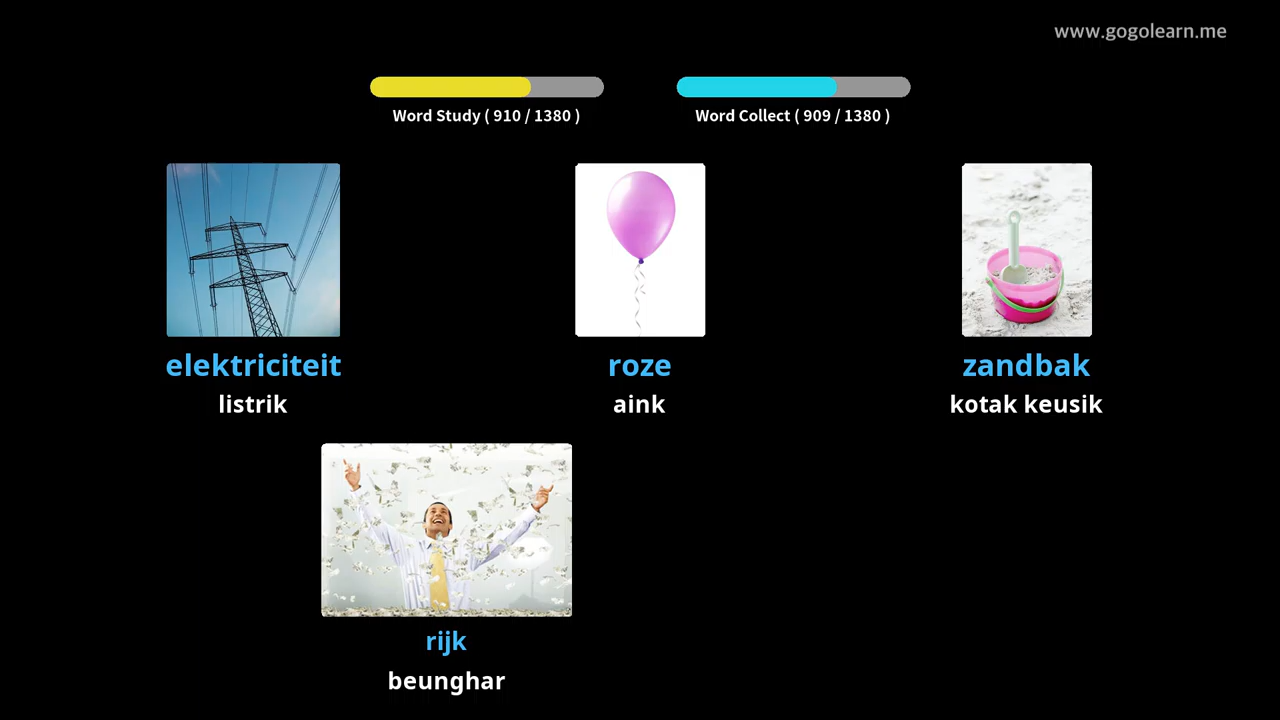 www.gogolearn.me
Word Study ( 910 / 1380 )
Word Collect ( 909 / 1380 )
elektriciteit
listrik
roze
aink
zandbak
kotak keusik
rijk
beunghar